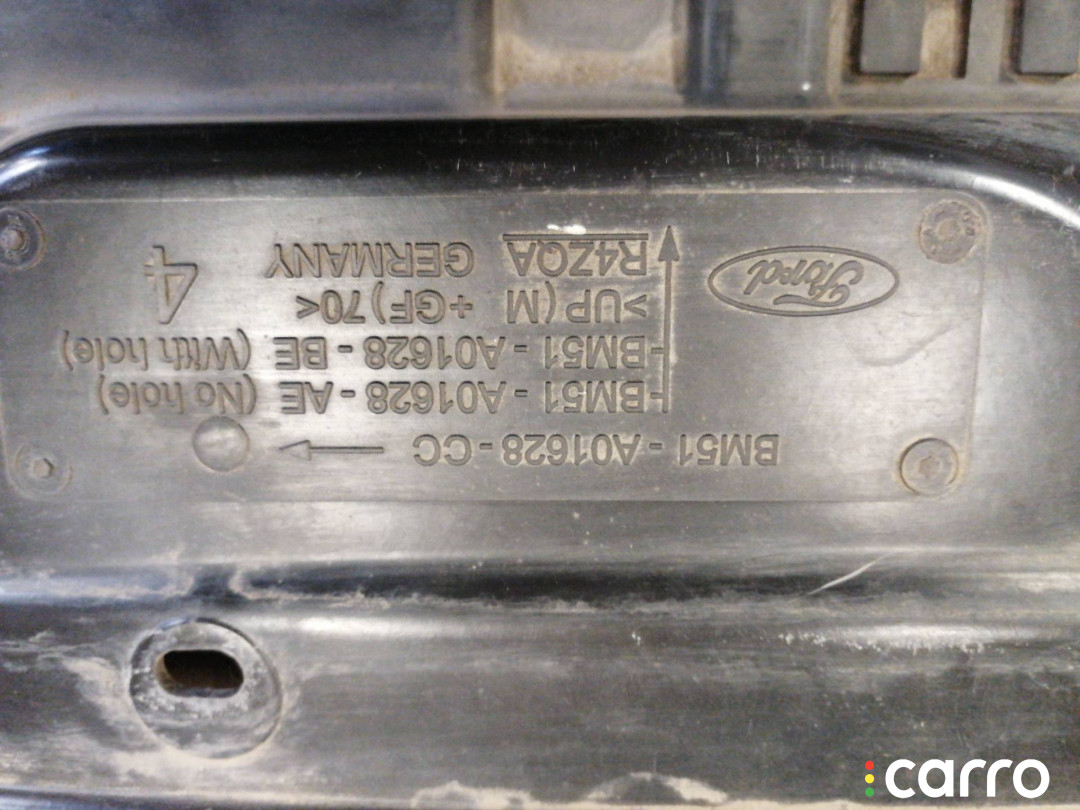 BM51 - A01628 - CC
BM51 - A01628 - AE (No hole)
BM51 - A01628 - BE (With hole)
>UP (M +GF) 70<
R4ZQA GERMANY
4
Ford
carro